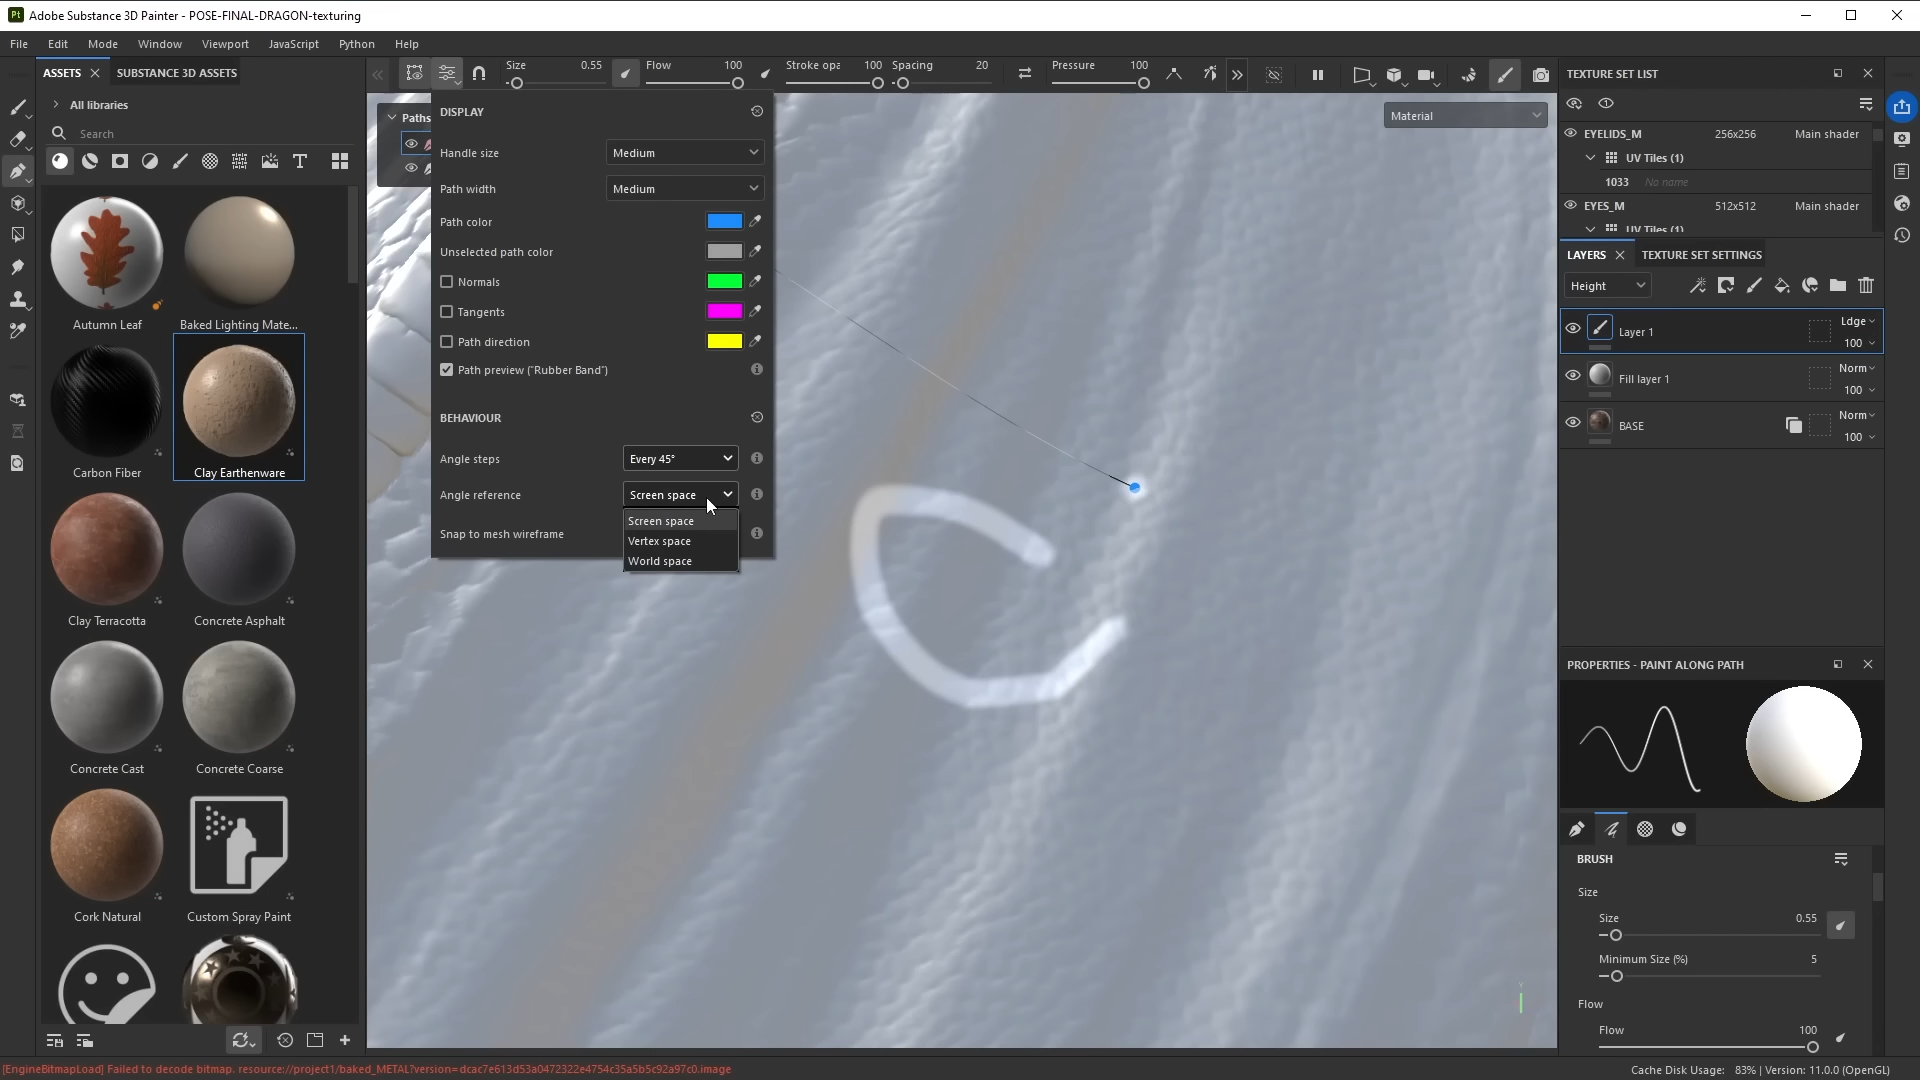 Adobe Substance 3D Painter - POSE-FINAL-DRAGON-texturing
File Edit Mode Window Viewport JavaScript Python Help
ASSETS SUBSTANCE 3D ASSETS
All libraries
Search
Autumn Leaf
Baked Lighting Mate...
Carbon Fiber
Clay Earthenware
Clay Terracotta
Concrete Asphalt
Concrete Cast
Concrete Coarse
Cork Natural
Custom Spray Paint
Size 0.55
Flow 100
Stroke opa 100
Spacing 20
Pressure 100
Paths
Material
DISPLAY
Handle size Medium
Path width Medium
Path color
Unselected path color
Normals
Tangents
Path direction
Path preview ("Rubber Band")
BEHAVIOUR
Angle steps Every 45°
Angle reference Screen space
Screen space
Vertex space
World space
Snap to mesh wireframe
Y
TEXTURE SET LIST
EYELIDS_M 256x256 Main shader
UV Tiles (1)
1033 No name
EYES_M 512x512 Main shader
UV Tiles (1)
LAYERS TEXTURE SET SETTINGS
Height
Layer 1 Ldge 100
Fill layer 1 Norm 100
BASE Norm 100
PROPERTIES - PAINT ALONG PATH
BRUSH
Size
Size 0.55
Minimum Size (%) 5
Flow
Flow 100
[EngineBitmapLoad] Failed to decode bitmap. resource://project1/baked_METAL?version=dcac7e613d53a0472322e4754c35a5b5c92a97c0.image
Cache Disk Usage: 83% | Version: 11.0.0 (OpenGL)